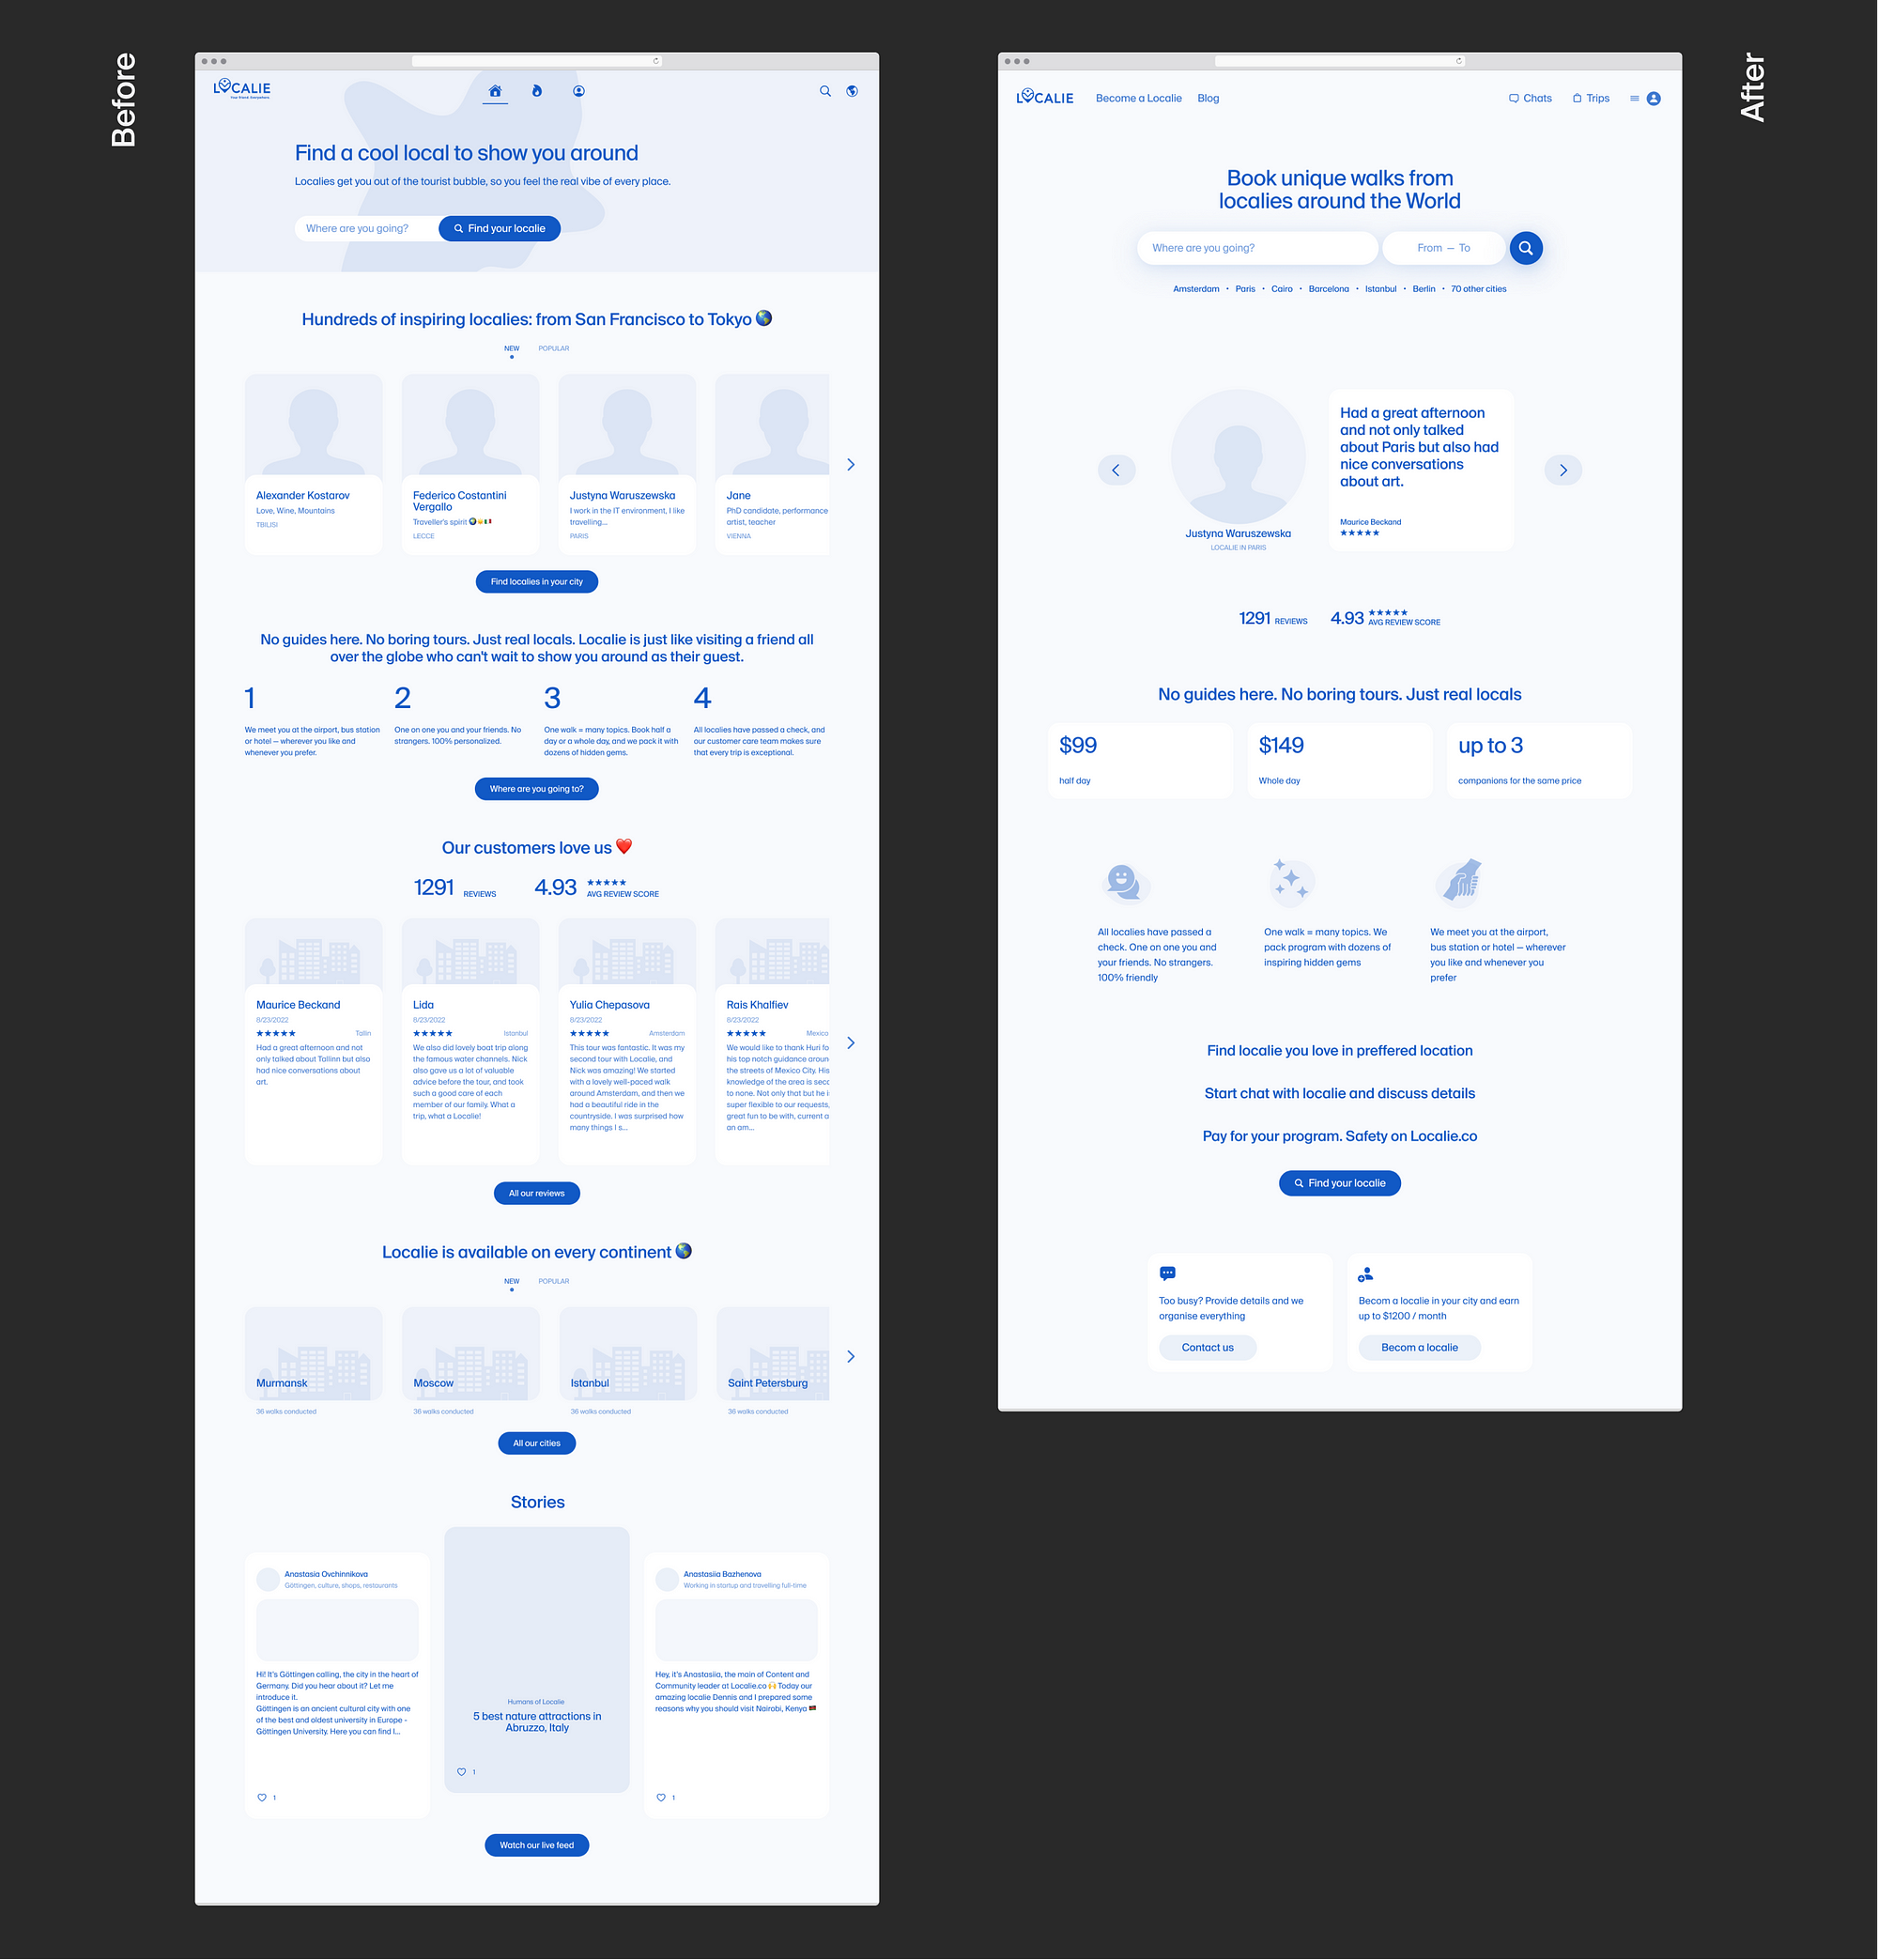 Before
LOCALIE
Your friend. Everywhere.
Find a cool local to show you around
Localies get you out of the tourist bubble, so you feel the real vibe of every place.
Where are you going?
Find your localie
Hundreds of inspiring localies: from San Francisco to Tokyo 🌎
NEW POPULAR
Alexander Kostarov
Love, Wine, Mountains
TBILISI
Federico Costantini
Vergallo
Traveller's spirit
LECCE
Justyna Waruszewska
I work in the IT environment, I like
travelling...
PARIS
Jane
PhD candidate, performance
artist, teacher
VIENNA
Find localies in your city
No guides here. No boring tours. Just real locals. Localie is just like visiting a friend all
over the globe who can't wait to show you around as their guest.
1
We meet you at the airport, bus station
or hotel — wherever you like and
whenever you prefer.
2
One on one you and your friends. No
strangers. 100% personalized.
3
One walk = many topics. Book half a
day or a whole day, and we pack it with
dozens of hidden gems.
4
All localies have passed a check, and
our customer care team makes sure
that every trip is exceptional.
Where are you going to?
Our customers love us ❤️
1291 REVIEWS
4.93 ★★★★★
AVG REVIEW SCORE
Maurice Beckand
8/23/2022
★★★★★ Tallin
Had a great afternoon and not
only talked about Tallinn but also
had nice conversations about
art.
Lida
8/23/2022
★★★★★ Istanbul
We also did lovely boat trip along
the famous water channels. Nick
also gave us a lot of valuable
advice before the tour, and took
such a good care of each
member of our family. What a
trip, what a Localie!
Yulia Chepasova
8/23/2022
★★★★★ Amsterdam
This tour was fantastic. It was my
second tour with Localie, and
Nick was amazing! We started
with a lovely well-paced walk
around Amsterdam, and then we
had a beautiful ride in the
countryside. I was surprised how
many things I s...
Rais Khalfiev
8/23/2022
★★★★★ Mexico
We would like to thank Huri fo
his top notch guidance aroun
the streets of Mexico City. His
knowledge of the area is seco
to none. Not only that but he i
super flexible to our requests,
great fun to be with, current a
an am...
All our reviews
Localie is available on every continent 🌎
NEW POPULAR
Murmansk
36 walks conducted
Moscow
36 walks conducted
Istanbul
36 walks conducted
Saint Petersburg
36 walks conducted
All our cities
Stories
Anastasia Ovchinnikova
Göttingen, culture, shops, restourants
Hi! It's Göttingen calling, the city in the heart of
Germany. Did you hear about it? Let me
introduce it.
Göttingen is an ancient cultural city with one
of the best and oldest university in Europe -
Göttingen University. Here you can find l...
1
Humans of Localie
5 best nature attractions in
Abruzzo, Italy
1
Anastasiia Bazhenova
Working in startup and travelling full-time
Hey, it's Anastasiia, the main of Content and
Community leader at Localie.co 🙌 Today our
amazing localie Dennis and I prepared some
reasons why you should visit Nairobi, Kenya 🇰🇪
1
Watch our live feed
After
LOCALIE
Become a Localie
Blog
Chats
Trips
Book unique walks from
localies around the World
Where are you going?
From — To
Amsterdam • Paris • Cairo • Barcelona • Istanbul • Berlin • 70 other cities
Justyna Waruszewska
LOCALIE IN PARIS
Had a great afternoon
and not only talked
about Paris but also had
nice conversations
about art.
Maurice Beckand
★★★★★
1291 REVIEWS
4.93 ★★★★★
AVG REVIEW SCORE
No guides here. No boring tours. Just real locals
$99
half day
$149
Whole day
up to 3
companions for the same price
All localies have passed a
check. One on one you and
your friends. No strangers.
100% friendly
One walk = many topics. We
pack program with dozens of
inspiring hidden gems
We meet you at the airport,
bus station or hotel — wherever
you like and whenever you
prefer
Find localie you love in preffered location
Start chat with localie and discuss details
Pay for your program. Safety on Localie.co
Find your localie
Too busy? Provide details and we
organise everything
Contact us
Becom a localie in your city and earn
up to $1200 / month
Becom a localie